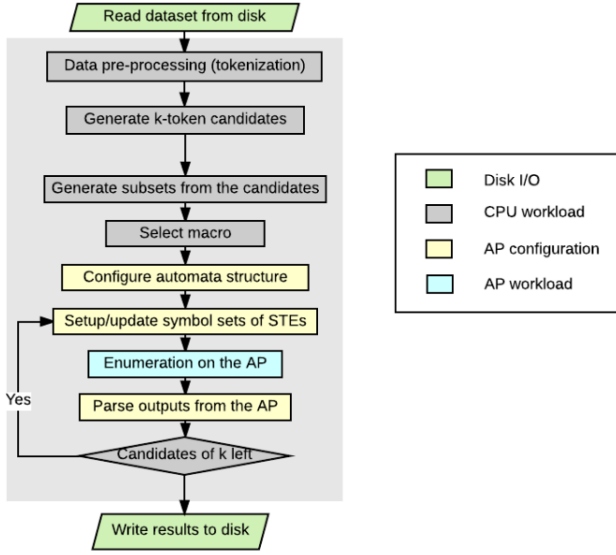 Read dataset from disk
Data pre-processing (tokenization)
Generate k-token candidates
Generate subsets from the candidates
Select macro
Configure automata structure
Setup/update symbol sets of STEs
Enumeration on the AP
Yes
Parse outputs from the AP
Candidates of k left
Write results to disk
Disk I/O
CPU workload
AP configuration
AP workload